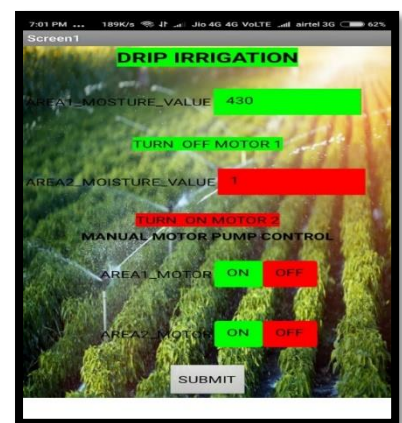 7:01 PM ... 189K/s Jio 4G 4G VoLTE airtel 3G 62%
Screen1
DRIP IRRIGATION
AREA1_MOSTURE_VALUE 430
TURN OFF MOTOR 1
AREA2_MOISTURE_VALUE 1
TURN ON MOTOR 2
MANUAL MOTOR PUMP CONTROL
AREA1_MOTOR ON OFF
AREA2_MOTOR ON OFF
SUBMIT